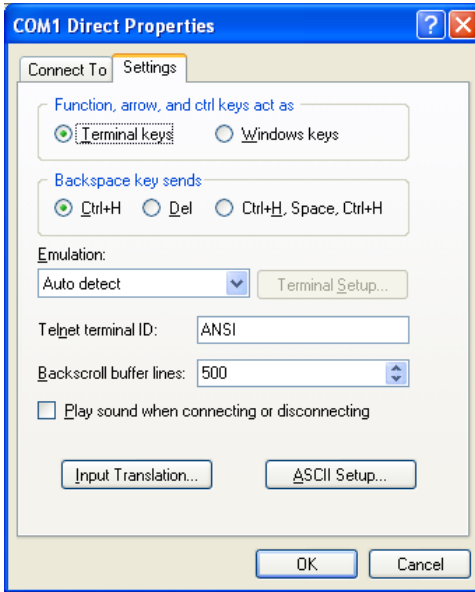 COM1 Direct Properties
Connect To Settings
Function, arrow, and ctrl keys act as
Terminal keys Windows keys
Backspace key sends
Ctrl+H Del Ctrl+H, Space, Ctrl+H
Emulation:
Auto detect Terminal Setup...
Telnet terminal ID: ANSI
Backscroll buffer lines: 500
Play sound when connecting or disconnecting
Input Translation... ASCII Setup...
OK Cancel